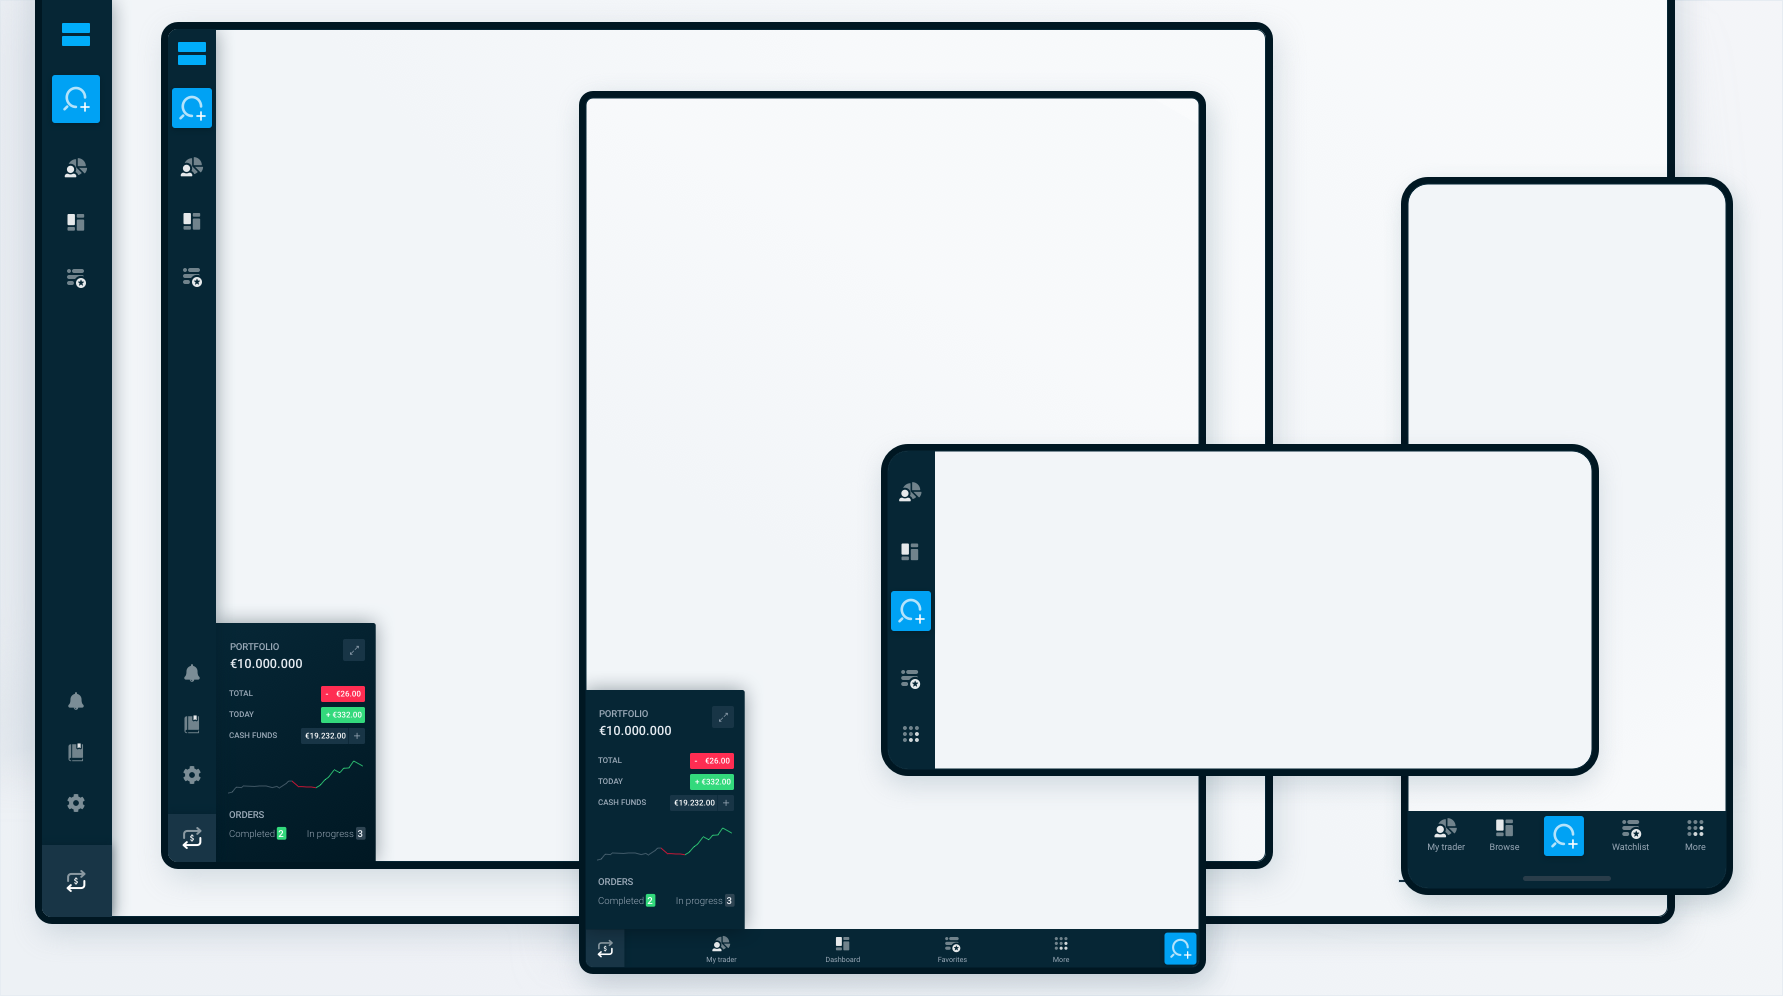 PORTFOLIO
€10.000.000
TOTAL - €26.00
TODAY + €332.00
CASH FUNDS €19.232.00 +
ORDERS
Completed 2 In progress 3
PORTFOLIO
€10.000.000
TOTAL - €26.00
TODAY + €332.00
CASH FUNDS €19.232.00 +
ORDERS
Completed 2 In progress 3
My trader Dashboard Favorites More
My trader Browse Watchlist More